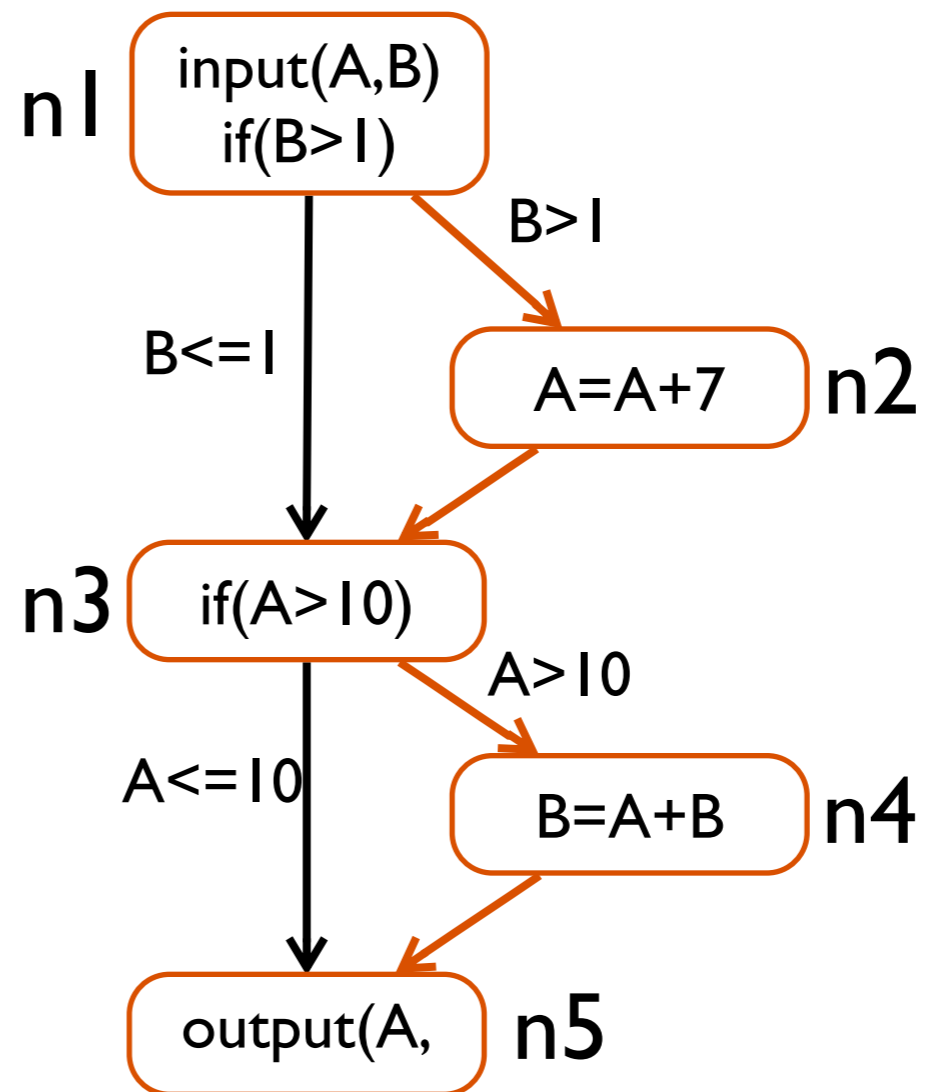 n1
input(A,B)
if(B>1)
B>1
B<=1
A=A+7
n2
n3
if(A>10)
A>10
A<=10
B=A+B
n4
output(A,
n5